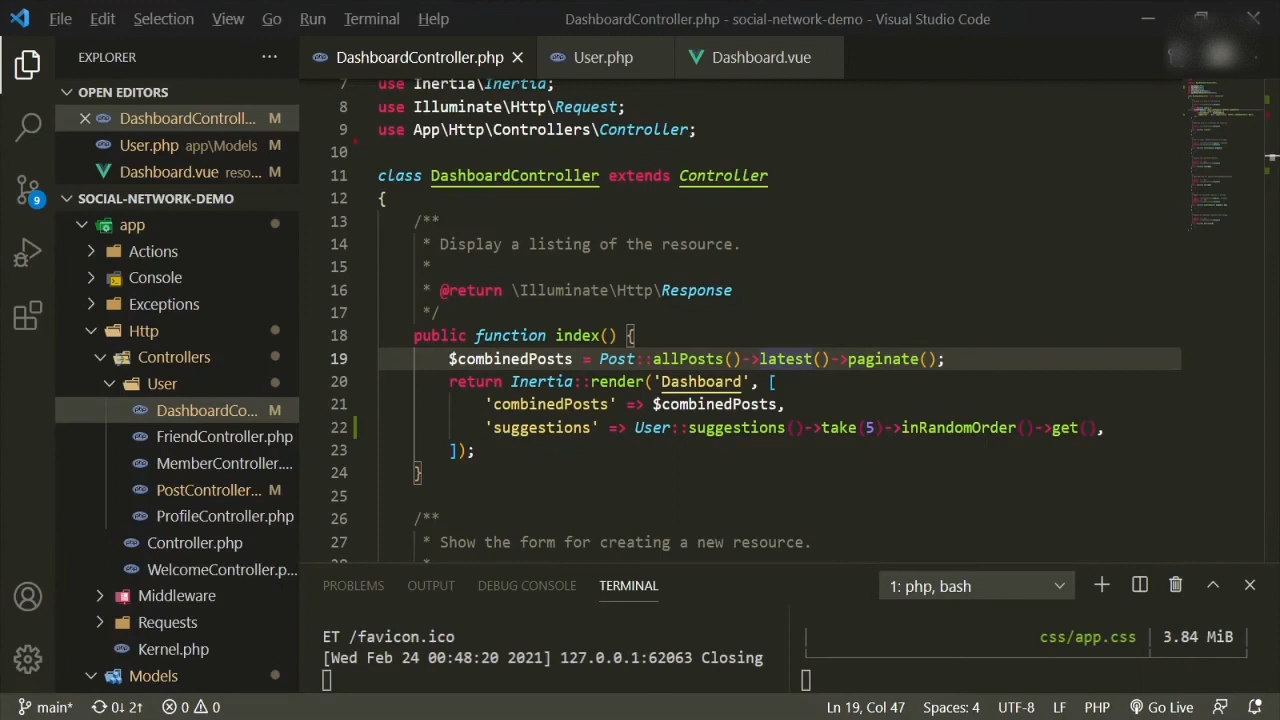 File Edit Selection View Go Run Terminal Help DashboardController.php - social-network-demo - Visual Studio Code
EXPLORER
OPEN EDITORS
DashboardControll... M
User.php app\Models M
Dashboard.vue reso... M
SOCIAL-NETWORK-DEMO
app
Actions
Console
Exceptions
Http
Controllers
User
DashboardCo... M
FriendController.php
MemberController....
PostController... M
ProfileController.php
Controller.php
WelcomeController.p...
Middleware
Requests
Kernel.php
Models
9
DashboardController.php User.php Dashboard.vue
7 use Inertia\Inertia;
8 use Illuminate\Http\Request;
9 use App\Http\Controllers\Controller;
10
11 class DashboardController extends Controller
12 {
13 /**
14 * Display a listing of the resource.
15 *
16 * @return \Illuminate\Http\Response
17 */
18 public function index() {
19 $combinedPosts = Post::allPosts()->latest()->paginate();
20 return Inertia::render('Dashboard', [
21 'combinedPosts' => $combinedPosts,
22 'suggestions' => User::suggestions()->take(5)->inRandomOrder()->get(),
23 ]);
24 }
25
26 /**
27 * Show the form for creating a new resource.
PROBLEMS OUTPUT DEBUG CONSOLE TERMINAL 1: php, bash
ET /favicon.ico
[Wed Feb 24 00:48:20 2021] 127.0.0.1:62063 Closing
css/app.css | 3.84 MiB
main* 0↓ 2↑ 0 0 Ln 19, Col 47 Spaces: 4 UTF-8 LF PHP Go Live